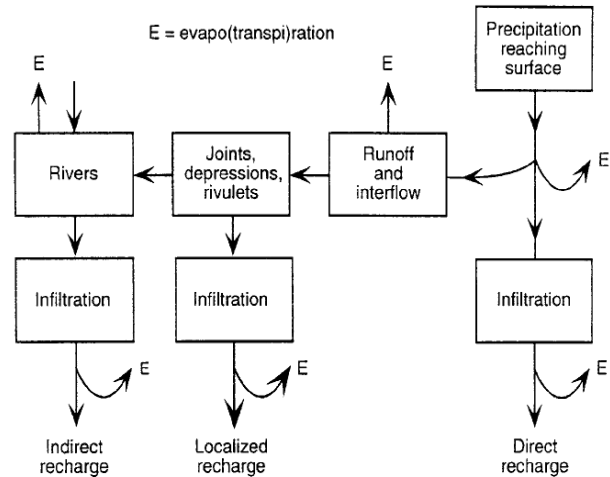 E = evapo(transpi)ration
Precipitation
reaching
surface
E
E
E
Rivers
Joints,
depressions,
rivulets
Runoff
and
interflow
Infiltration
Infiltration
Infiltration
E
E
E
Indirect
recharge
Localized
recharge
Direct
recharge